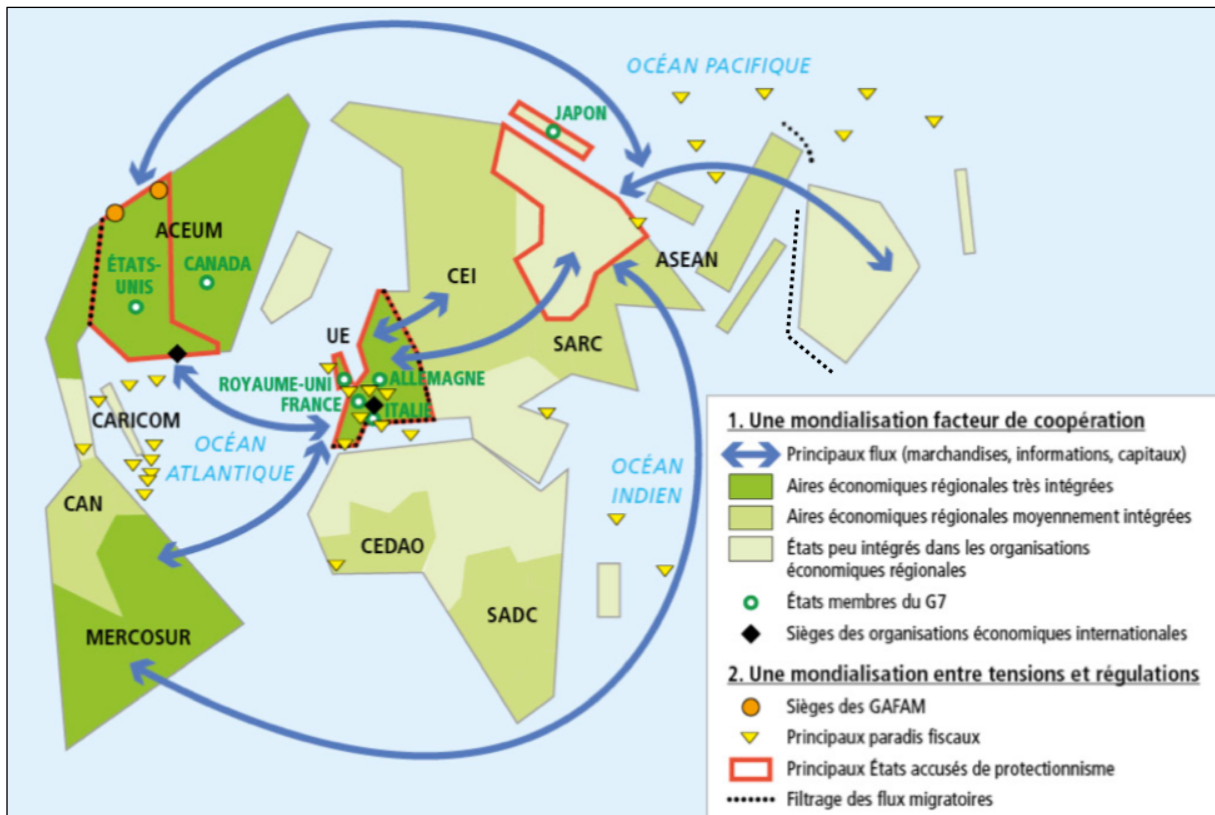 OCÉAN PACIFIQUE
JAPON
ACEUM
ÉTATS-
UNIS
CANADA
CEI
ASEAN
UE
SARC
ROYAUME-UNI
ALLEMAGNE
FRANCE
ITALIE
CARICOM
OCÉAN
ATLANTIQUE
OCÉAN
INDIEN
CAN
CEDAO
SADC
MERCOSUR
1. Une mondialisation facteur de coopération
Principaux flux (marchandises, informations, capitaux)
Aires économiques régionales très intégrées
Aires économiques régionales moyennement intégrées
États peu intégrés dans les organisations
économiques régionales
États membres du G7
Sièges des organisations économiques internationales
2. Une mondialisation entre tensions et régulations
Sièges des GAFAM
Principaux paradis fiscaux
Principaux États accusés de protectionnisme
Filtrage des flux migratoires